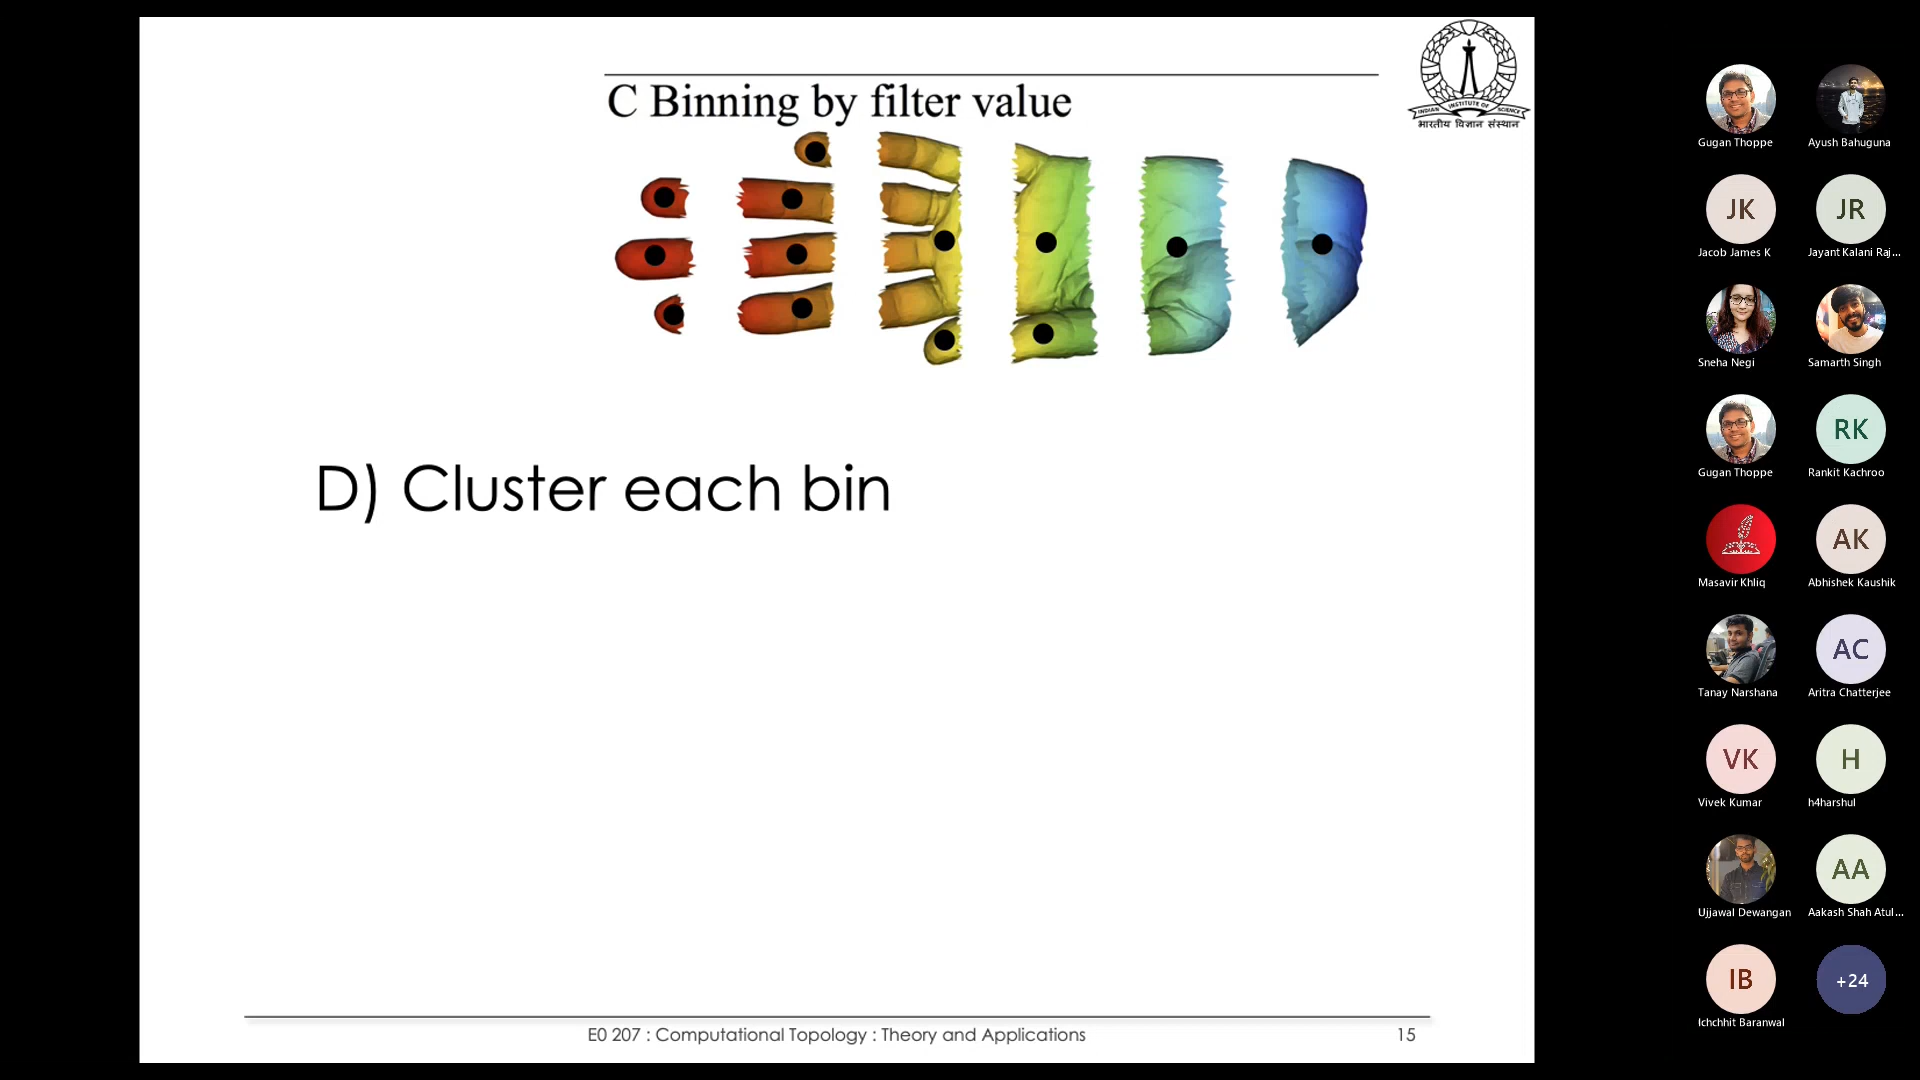 C Binning by filter value
INDIAN INSTITUTE OF SCIENCE
भारतीय विज्ञान संस्थान
D) Cluster each bin
E0 207 : Computational Topology : Theory and Applications
15
Gugan Thoppe
Ayush Bahuguna
JK
JR
Jacob James K
Jayant Kalani Raj...
Sneha Negi
Samarth Singh
RK
Gugan Thoppe
Rankit Kachroo
AK
Masavir Khliq
Abhishek Kaushik
AC
Tanay Narshana
Aritra Chatterjee
VK
H
Vivek Kumar
h4harshul
AA
Ujjawal Dewangan
Aakash Shah Atul...
IB
+24
Ichchhit Baranwal